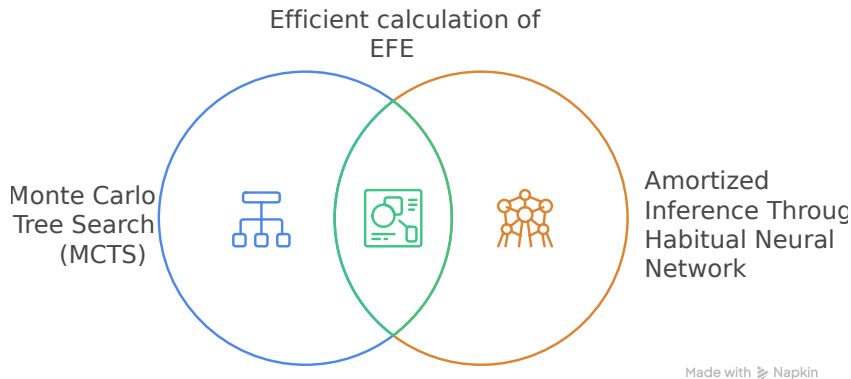 Efficient calculation of
EFE
Monte Carlo
Tree Search
(MCTS)
Amortized
Inference Throug
Habitual Neural
Network
Made with Napkin